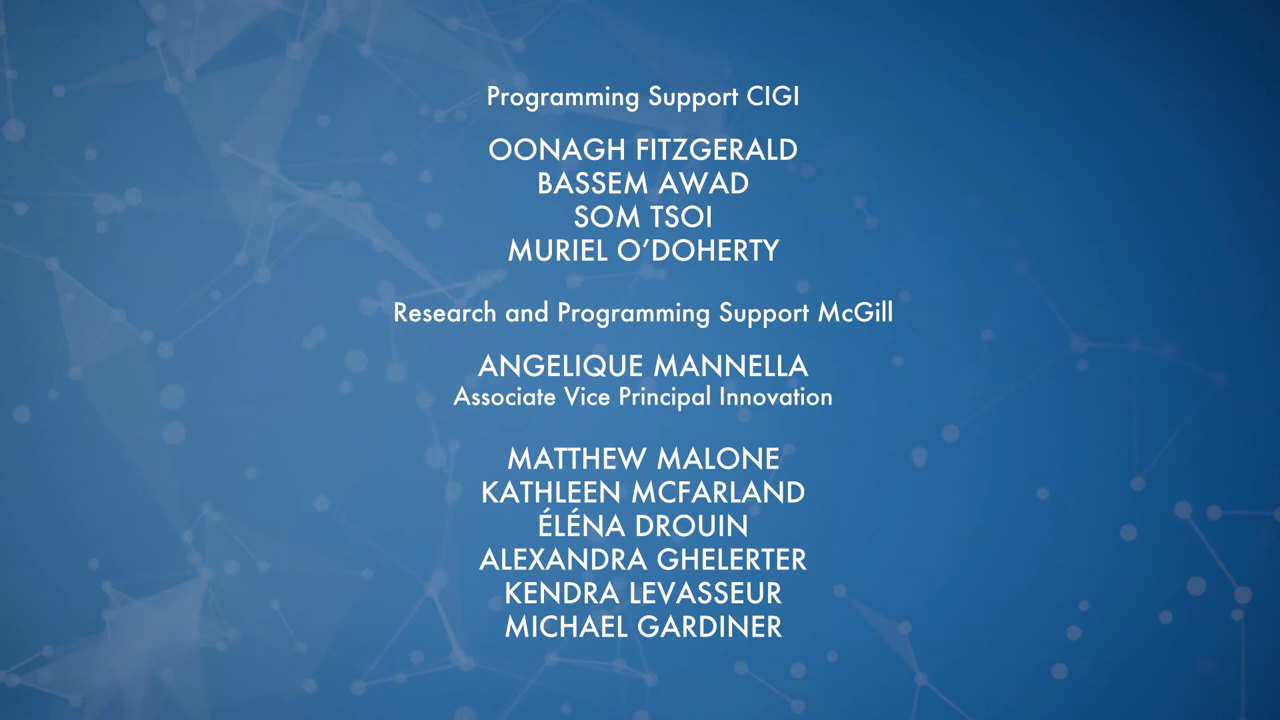 Programming Support CIGI
OONAGH FITZGERALD
BASSEM AWAD
SOM TSOI
MURIEL O’DOHERTY
Research and Programming Support McGill
ANGELIQUE MANNELLA
Associate Vice Principal Innovation
MATTHEW MALONE
KATHLEEN MCFARLAND
ÉLÉNA DROUIN
ALEXANDRA GHELERTER
KENDRA LEVASSEUR
MICHAEL GARDINER